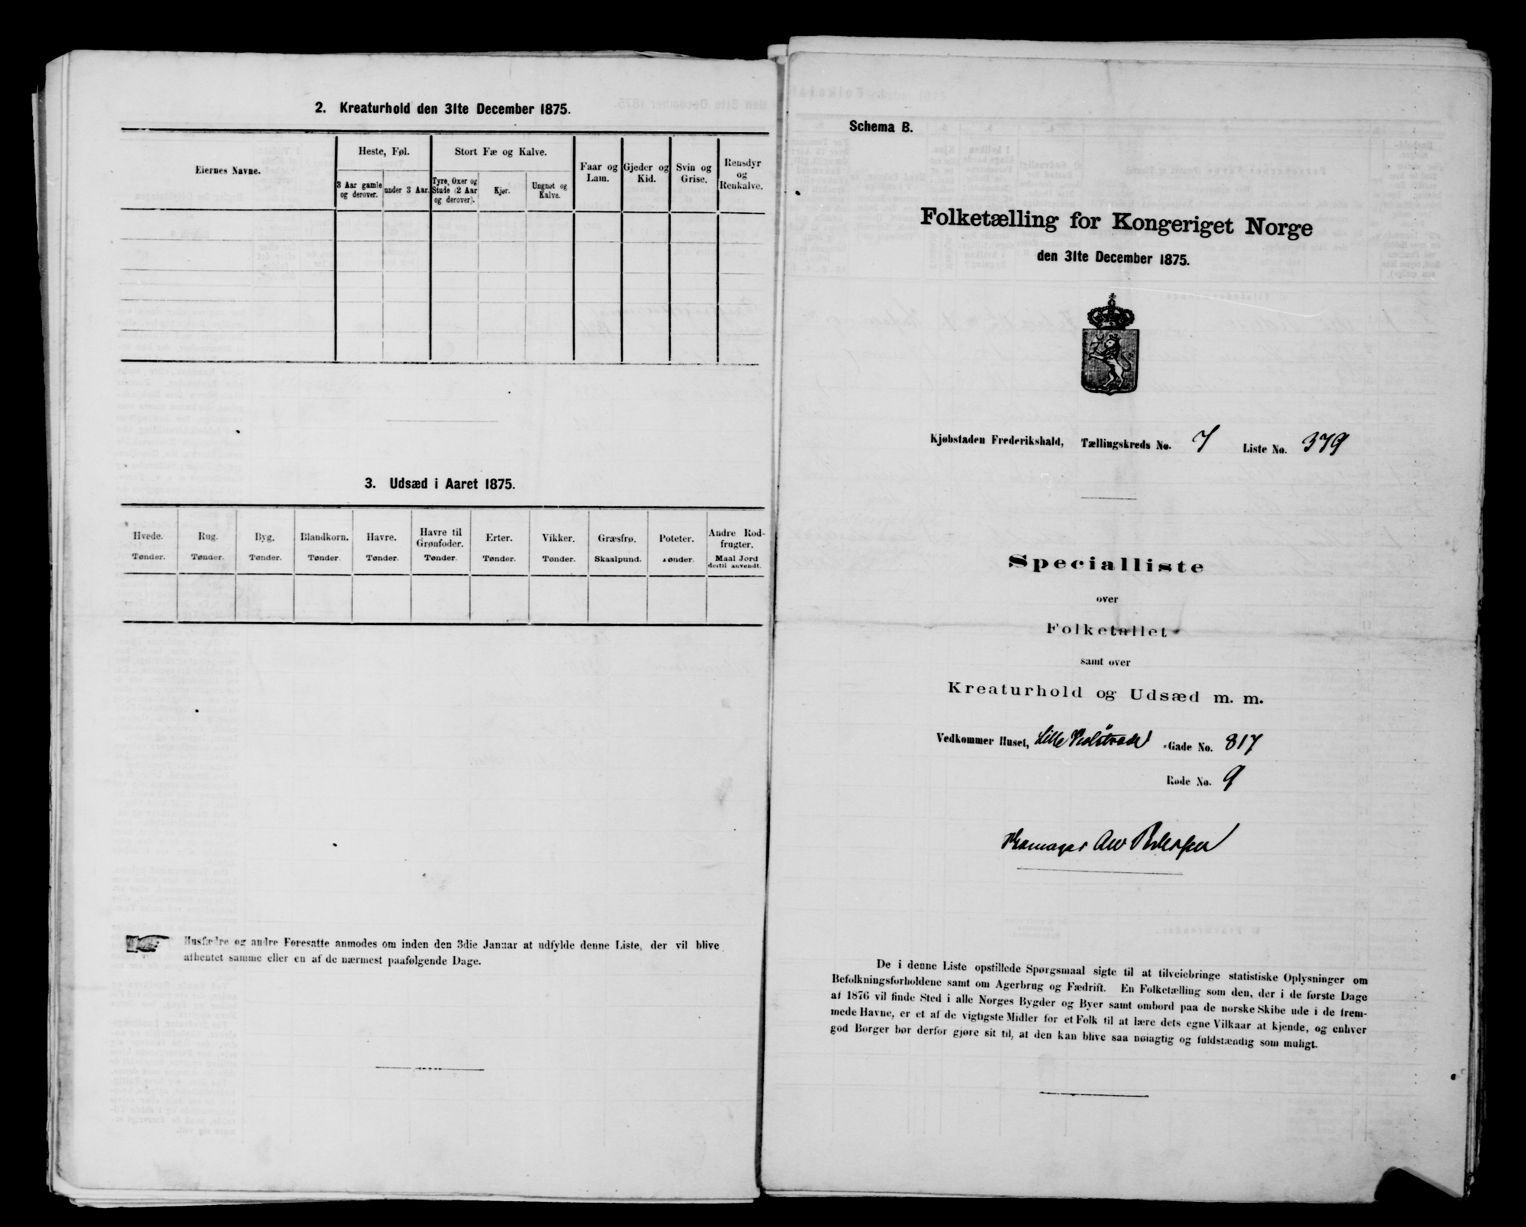 2. Kreaturhold den 31te December 1875.
Eiernes Navne.
Heste, Føl.
Stort Fæ og Kalve.
Faar og Lam.
Gjeder og Kid.
Svin og Grise.
Rensdyr og Renkalve.
3 Aar gamle og derover.
under 3 Aar.
Tyre, Oxer og Stude (2 Aar og derover).
Kjør.
Ungnøt og Kalve.
3. Udsæd i Aaret 1875.
Hvede. Rug. Byg. Blandkorn. Havre. Havre til Grønfoder. Erter. Vikker. Græsfrø. Poteter. Andre Rodfrugter.
Tønder. Tønder. Tønder. Tønder. Tønder. Tønder. Tønder. Tønder. Skaalpund. Tønder. Maal Jord dertil anvendt.
Husfædre og andre Foresatte anmodes om inden den 3die Januar at udfylde denne Liste, der vil blive
afhentet samme eller en af de nærmest paafølgende Dage.
Schema B.
Folketælling for Kongeriget Norge
den 31te December 1875.
Kjøbstaden Frederikshald, Tællingskreds No. 7 Liste No. 379
Specialliste
over
Folketallet
samt over
Kreaturhold og Udsæd m. m.
Vedkommer Huset, Lille -Gade No. 817
Rode No. 9
De i denne Liste opstillede Spørgsmaal sigte til at tilveiebringe statistiske Oplysninger om
Befolkningsforholdene samt om Agerbrug og Fædrift. En Folketælling som den, der i de første Dage
af 1876 vil finde Sted i alle Norges Bygder og Byer samt ombord paa de norske Skibe ude i de frem-
mede Havne, er et af de vigtigste Midler for et Folk til at lære dets egne Vilkaar at kjende, og enhver
god Borger bør derfor gjøre sit til, at den kan blive saa nøiagtig og fuldstændig som muligt.